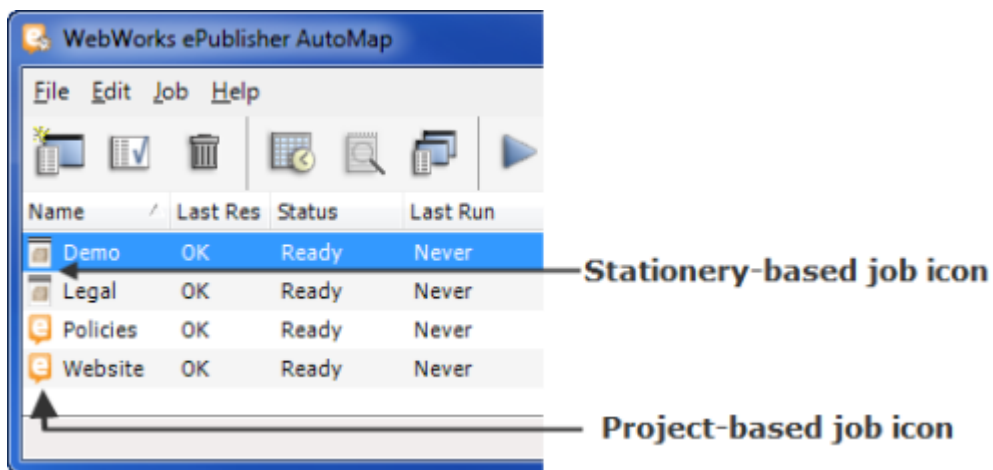 WebWorks ePublisher AutoMap
File Edit Job Help
Name Last Res Status Last Run
Demo OK Ready Never
Stationery-based job icon
Legal OK Ready Never
Policies OK Ready Never
Website OK Ready Never
Project-based job icon